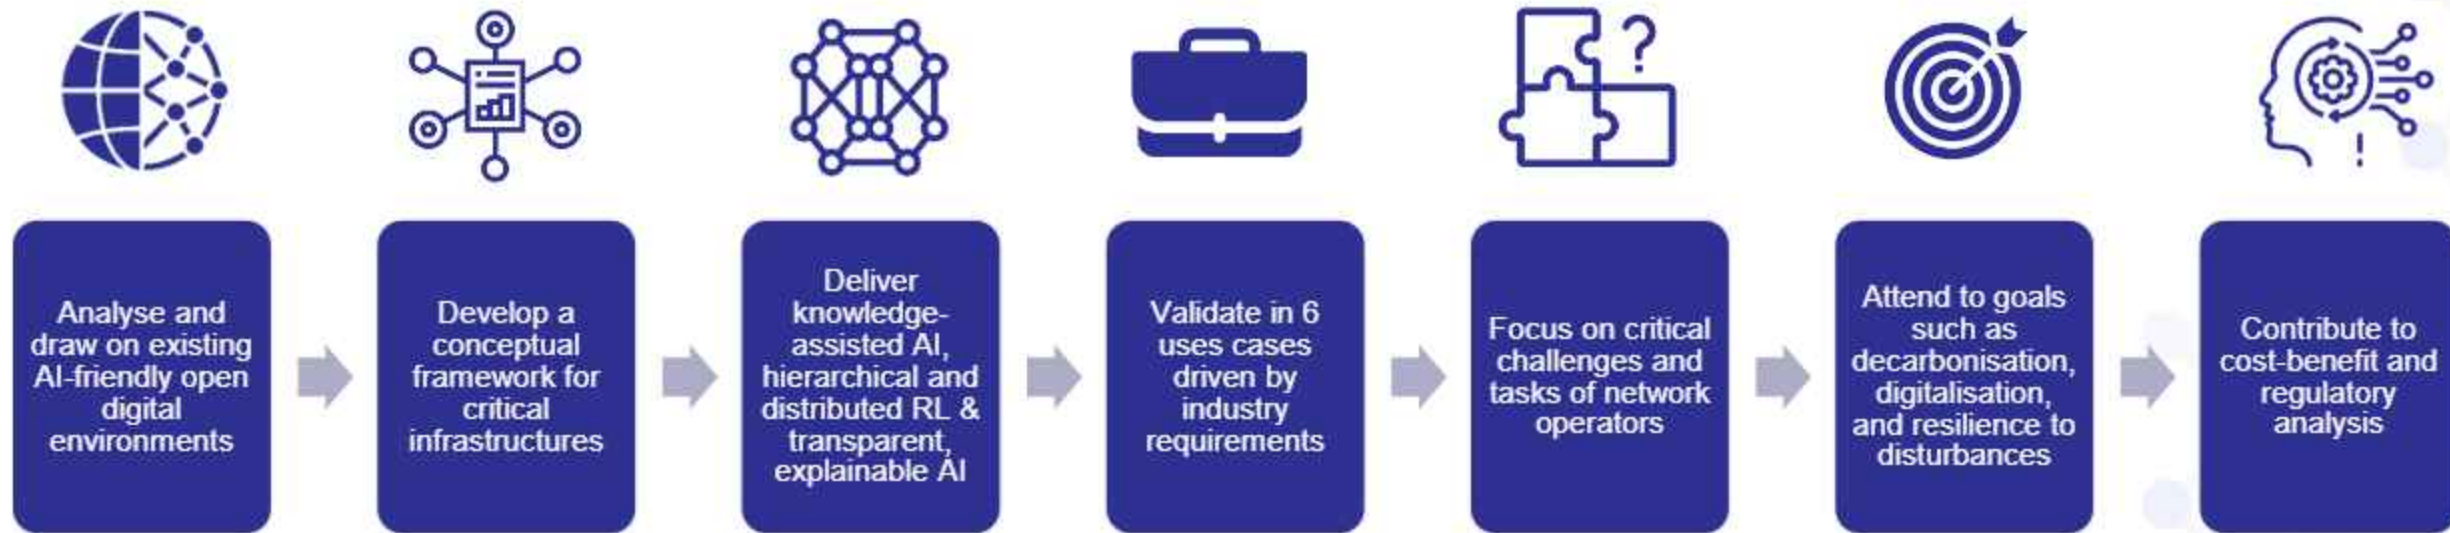 Analyse and
draw on existing
AI-friendly open
digital
environments
Develop a
conceptual
framework for
critical
infrastructures
Deliver
knowledge-
assisted AI,
hierarchical and
distributed RL &
transparent,
explainable AI
Validate in 6
uses cases
driven by
industry
requirements
?
Focus on critical
challenges and
tasks of network
operators
Attend to goals
such as
decarbonisation,
digitalisation,
and resilience to
disturbances
!
Contribute to
cost-benefit and
regulatory
analysis